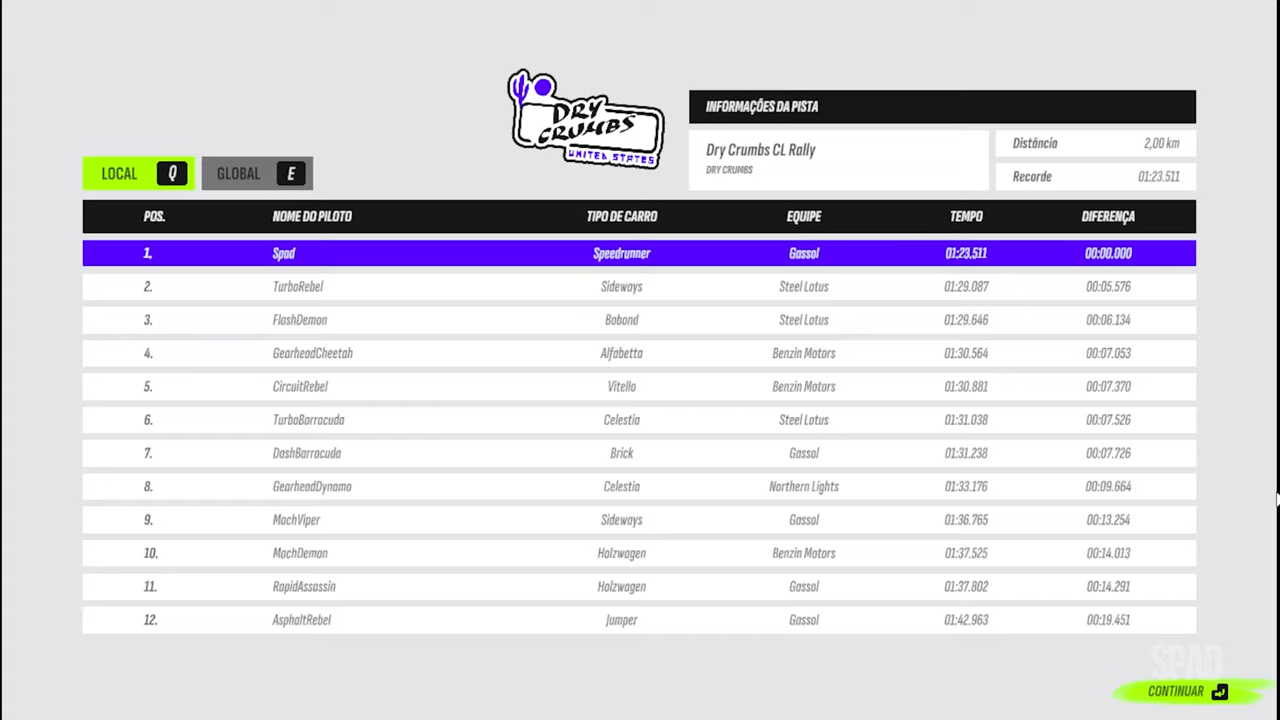 DRY
CRUMBS
UNITED STATES
INFORMAÇÕES DA PISTA
Dry Crumbs CL Rally
DRY CRUMBS
Distância 2,00 km
Recorde 01:23.511
LOCAL Q GLOBAL E
POS. NOME DO PILOTO TIPO DE CARRO EQUIPE TEMPO DIFERENÇA
1. Spad Speedrunner Gassol 01:23.511 00:00.000
2. TurboRebel Sideways Steel Lotus 01:29.087 00:05.576
3. FlashDemon Bobond Steel Lotus 01:29.646 00:06.134
4. GearheadCheetah Alfabetta Benzin Motors 01:30.564 00:07.053
5. CircuitRebel Vitello Benzin Motors 01:30.881 00:07.370
6. TurboBarracuda Celestia Steel Lotus 01:31.038 00:07.526
7. DashBarracuda Brick Gassol 01:31.238 00:07.726
8. GearheadDynamo Celestia Northern Lights 01:33.176 00:09.664
9. MachViper Sideways Gassol 01:36.765 00:13.254
10. MachDemon Holzwagen Benzin Motors 01:37.525 00:14.013
11. RapidAssassin Holzwagen Gassol 01:37.802 00:14.291
12. AsphaltRebel Jumper Gassol 01:42.963 00:19.451
SPAD
CONTINUAR